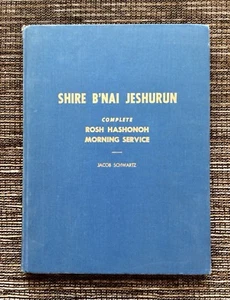 SHIRE B'NAI JESHURUN
COMPLETE
ROSH HASHONOH
MORNING SERVICE
JACOB SCHWARTZ